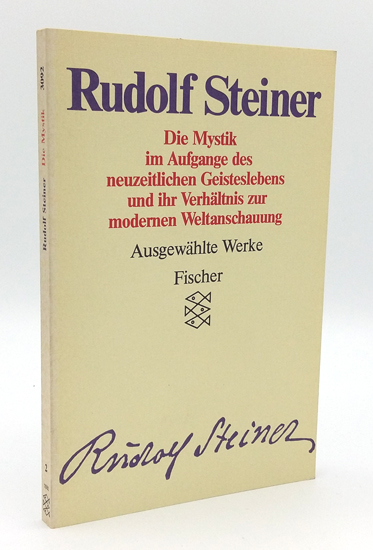 Rudolf Steiner
Die Mystik
im Aufgange des
neuzeitlichen Geisteslebens
und ihr Verhältnis zur
modernen Weltanschauung
Ausgewählte Werke
Fischer
Rudolf Steiner
Rudolf Steiner Die Mystik 3092
2